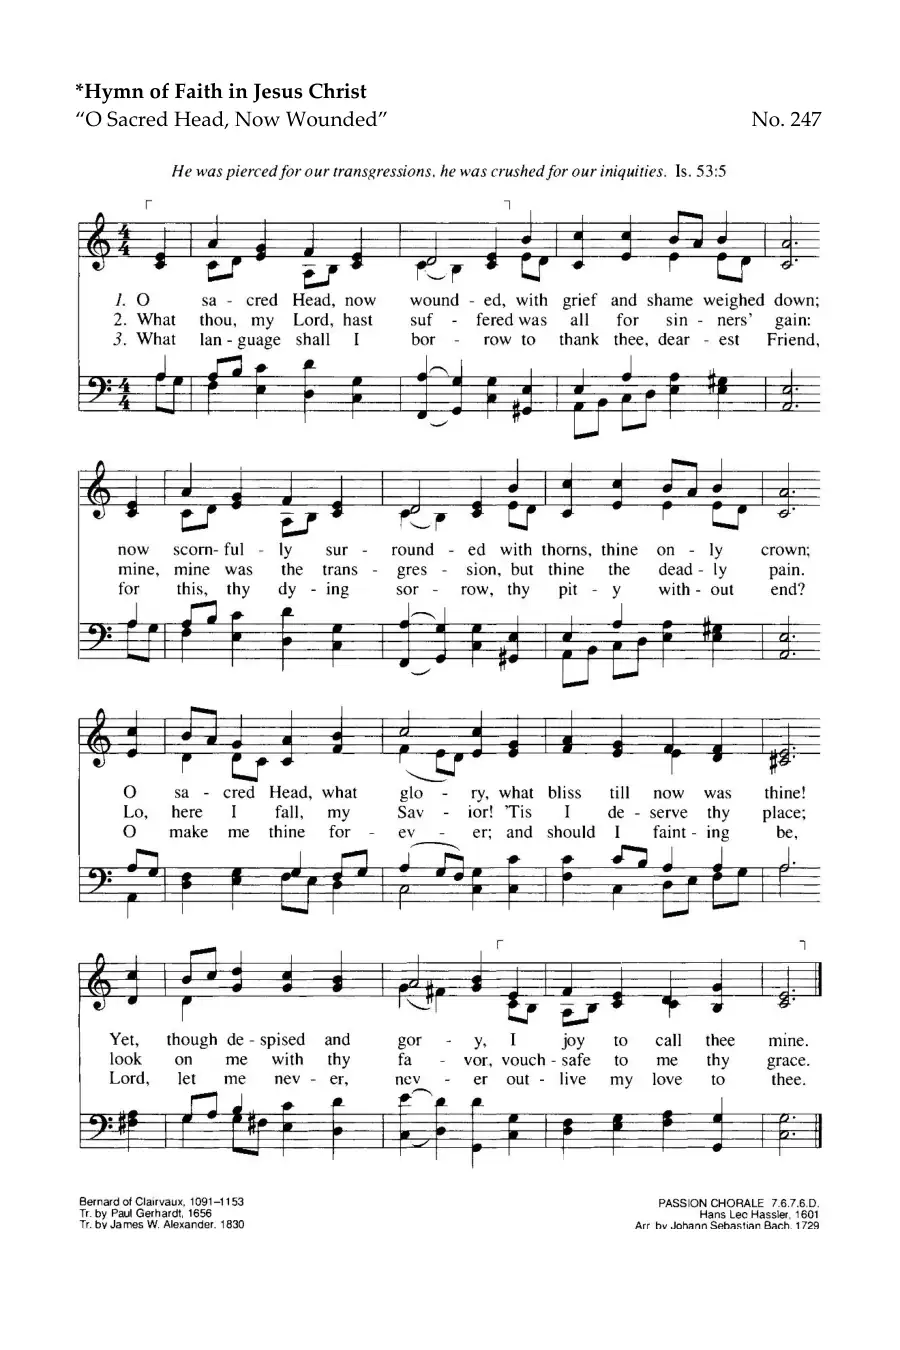 *Hymn of Faith in Jesus Christ
“O Sacred Head, Now Wounded” No. 247
He was pierced for our transgressions, he was crushed for our iniquities. Is. 53:5
1. O sa - cred Head, now wound - ed, with grief and shame weighed down;
2. What thou, my Lord, hast suf - fered was all for sin - ners’ gain:
3. What lan - guage shall I bor - row to thank thee, dear - est Friend,
now scorn- ful - ly sur - round - ed with thorns, thine on - ly crown;
mine, mine was the trans - gres - sion, but thine the dead - ly pain.
for this, thy dy - ing sor - row, thy pit - y with - out end?
O sa - cred Head, what glo - ry, what bliss till now was thine!
Lo, here I fall, my Sav - ior! ’Tis I de - serve thy place;
O make me thine for - ev - er; and should I faint - ing be,
Yet, though de - spised and gor - y, I joy to call thee mine.
look on me with thy fa - vor, vouch - safe to me thy grace.
Lord, let me nev - er, nev - er out - live my love to thee.
Bernard of Clairvaux, 1091–1153 PASSION CHORALE 7.6.7.6.D.
Tr. by Paul Gerhardt, 1656 Hans Leo Hassler, 1601
Tr. by James W. Alexander, 1830 Arr. by Johann Sebastian Bach, 1729